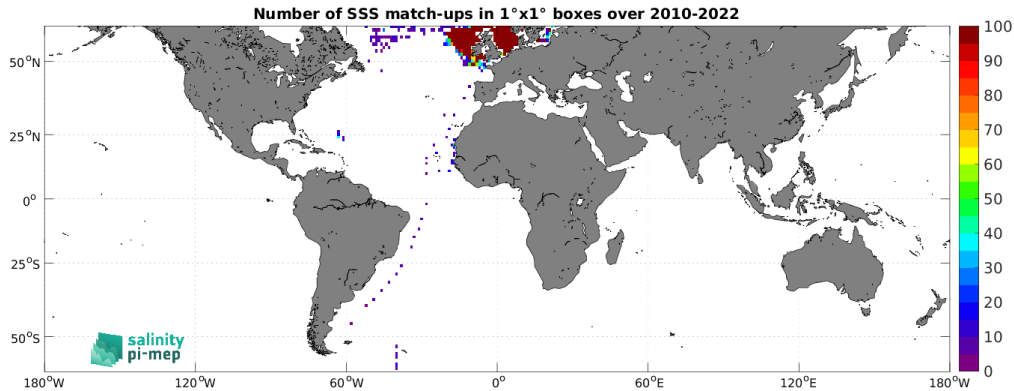 Number of SSS match-ups in 1°x1° boxes over 2010-2022
100
90
80
70
60
50
40
30
20
10
0
50°N
25°N
0°
25°S
50°S
salinity
pi-mep
180°W 120°W 60°W 0° 60°E 120°E 180°W